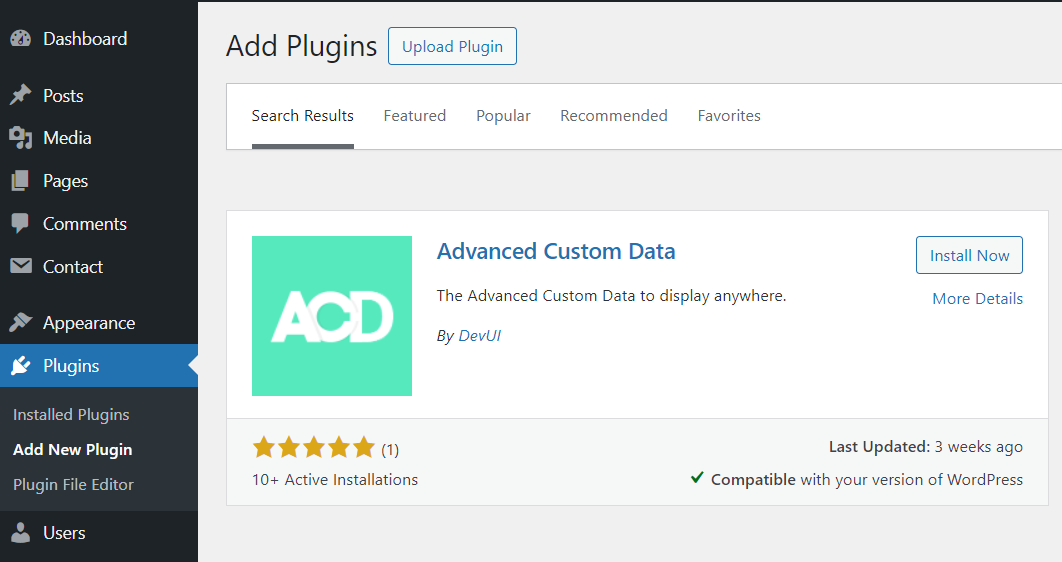 Dashboard
Posts
Media
Pages
Comments
Contact
Appearance
Plugins
Installed Plugins
Add New Plugin
Plugin File Editor
Users
Add Plugins Upload Plugin
Search Results Featured Popular Recommended Favorites
ACD
Advanced Custom Data
The Advanced Custom Data to display anywhere.
By DevUI
Install Now
More Details
(1)
10+ Active Installations
Last Updated: 3 weeks ago
Compatible with your version of WordPress